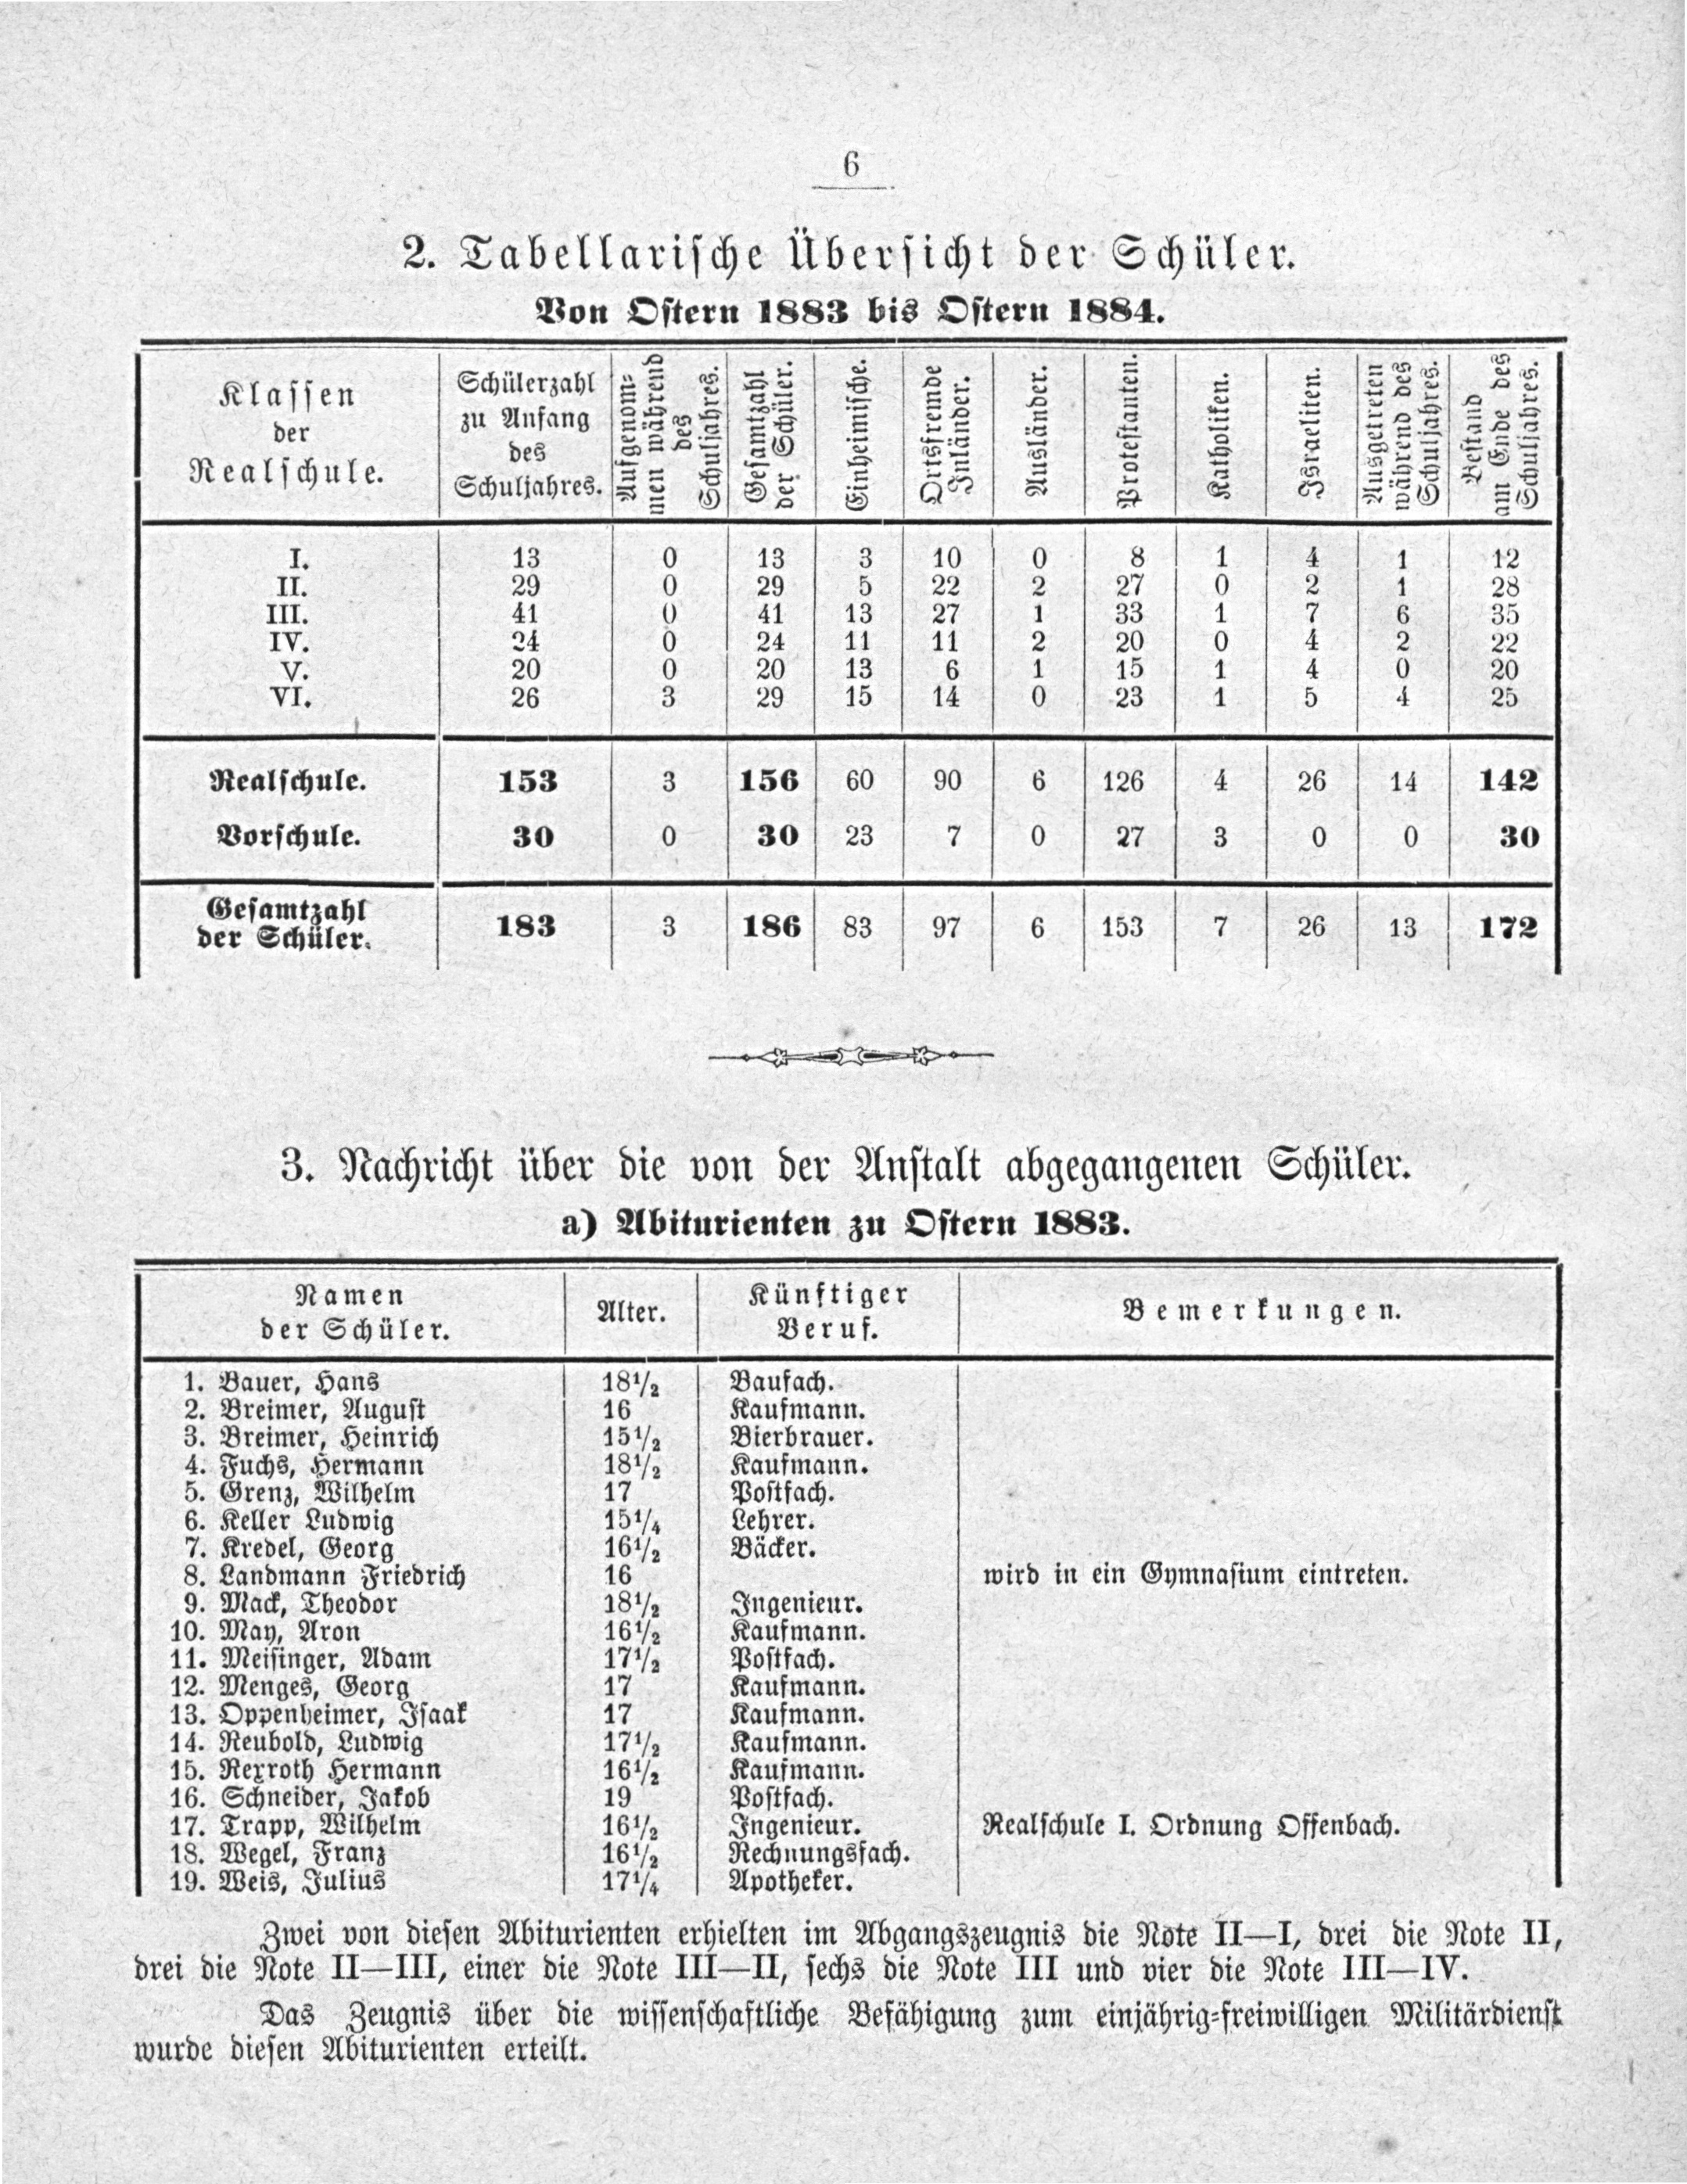 6
2. Tabellarische Übersicht der Schüler.
Von Ostern 1883 bis Ostern 1884.
Klassen der Realschule. Schülerzahl zu Anfang des Schuljahres. Aufgenommen während des Schuljahres. Gesamtzahl der Schüler. Einheimische. Ortsfremde Inländer. Ausländer. Protestanten. Katholiken. Israeliten. Ausgetreten während des Schuljahres. Bestand am Ende des Schuljahres.
I. 13 0 13 3 10 0 8 1 4 1 12
II. 29 0 29 5 22 2 27 0 2 1 28
III. 41 0 41 13 27 1 33 1 7 6 35
IV. 24 0 24 11 11 2 20 0 4 2 22
V. 20 0 20 13 6 1 15 1 4 0 20
VI. 26 3 29 15 14 0 23 1 5 4 25
Realschule. 153 3 156 60 90 6 126 4 26 14 142
Vorschule. 30 0 30 23 7 0 27 3 0 0 30
Gesamtzahl der Schüler. 183 3 186 83 97 6 153 7 26 13 172
3. Nachricht über die von der Anstalt abgegangenen Schüler.
a) Abiturienten zu Ostern 1883.
Namen der Schüler. Alter. Künftiger Beruf. Bemerkungen.
1. Bauer, Hans 18½ Baufach.
2. Breimer, August 16 Kaufmann.
3. Breimer, Heinrich 15½ Bierbrauer.
4. Fuchs, Hermann 18½ Kaufmann.
5. Grenz, Wilhelm 17 Postfach.
6. Keller Ludwig 15¼ Lehrer.
7. Kredel, Georg 16½ Bäcker.
8. Landmann Friedrich 16 wird in ein Gymnasium eintreten.
9. Mack, Theodor 18½ Ingenieur.
10. May, Aron 16½ Kaufmann.
11. Meisinger, Adam 17½ Postfach.
12. Menges, Georg 17 Kaufmann.
13. Oppenheimer, Isaak 17 Kaufmann.
14. Reubold, Ludwig 17½ Kaufmann.
15. Rexroth Hermann 16½ Kaufmann.
16. Schneider, Jakob 19 Postfach.
17. Trapp, Wilhelm 16½ Ingenieur. Realschule I. Ordnung Offenbach.
18. Wegel, Franz 16½ Rechnungsfach.
19. Weis, Julius 17¼ Apotheker.
Zwei von diesen Abiturienten erhielten im Abgangszeugnis die Note II—I, drei die Note II,
drei die Note II—III, einer die Note III—II, sechs die Note III und vier die Note III—IV.
Das Zeugnis über die wissenschaftliche Befähigung zum einjährig-freiwilligen Militärdienst
wurde diesen Abiturienten erteilt.